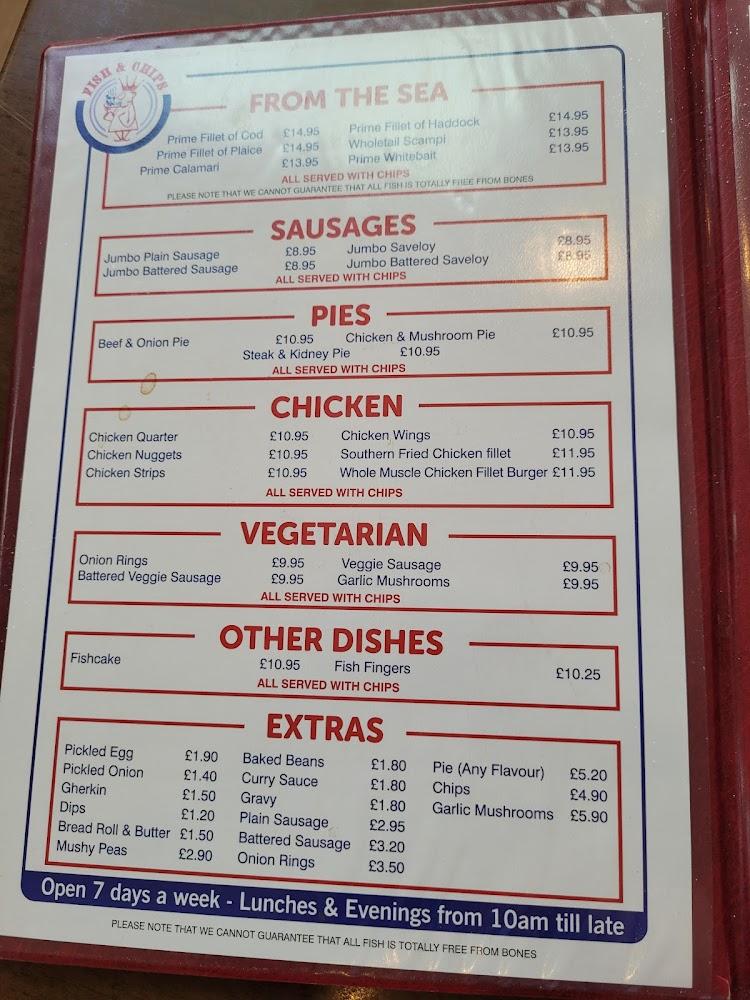 FISH & CHIPS
FROM THE SEA
Prime Fillet of Cod £14.95 Prime Fillet of Haddock £14.95
Prime Fillet of Plaice £14.95 Wholetail Scampi £13.95
Prime Calamari £13.95 Prime Whitebait £13.95
ALL SERVED WITH CHIPS
PLEASE NOTE THAT WE CANNOT GUARANTEE THAT ALL FISH IS TOTALLY FREE FROM BONES
SAUSAGES
Jumbo Plain Sausage £8.95 Jumbo Saveloy £8.95
Jumbo Battered Sausage £8.95 Jumbo Battered Saveloy £8.95
ALL SERVED WITH CHIPS
PIES
Beef & Onion Pie £10.95 Chicken & Mushroom Pie £10.95
Steak & Kidney Pie £10.95
ALL SERVED WITH CHIPS
CHICKEN
Chicken Quarter £10.95 Chicken Wings £10.95
Chicken Nuggets £10.95 Southern Fried Chicken fillet £11.95
Chicken Strips £10.95 Whole Muscle Chicken Fillet Burger £11.95
ALL SERVED WITH CHIPS
VEGETARIAN
Onion Rings £9.95 Veggie Sausage £9.95
Battered Veggie Sausage £9.95 Garlic Mushrooms £9.95
ALL SERVED WITH CHIPS
OTHER DISHES
Fishcake £10.95 Fish Fingers £10.25
ALL SERVED WITH CHIPS
EXTRAS
Pickled Egg £1.90 Baked Beans £1.80 Pie (Any Flavour) £5.20
Pickled Onion £1.40 Curry Sauce £1.80 Chips £4.90
Gherkin £1.50 Gravy £1.80 Garlic Mushrooms £5.90
Dips £1.20 Plain Sausage £2.95
Bread Roll & Butter £1.50 Battered Sausage £3.20
Mushy Peas £2.90 Onion Rings £3.50
Open 7 days a week - Lunches & Evenings from 10am till late
PLEASE NOTE THAT WE CANNOT GUARANTEE THAT ALL FISH IS TOTALLY FREE FROM BONES